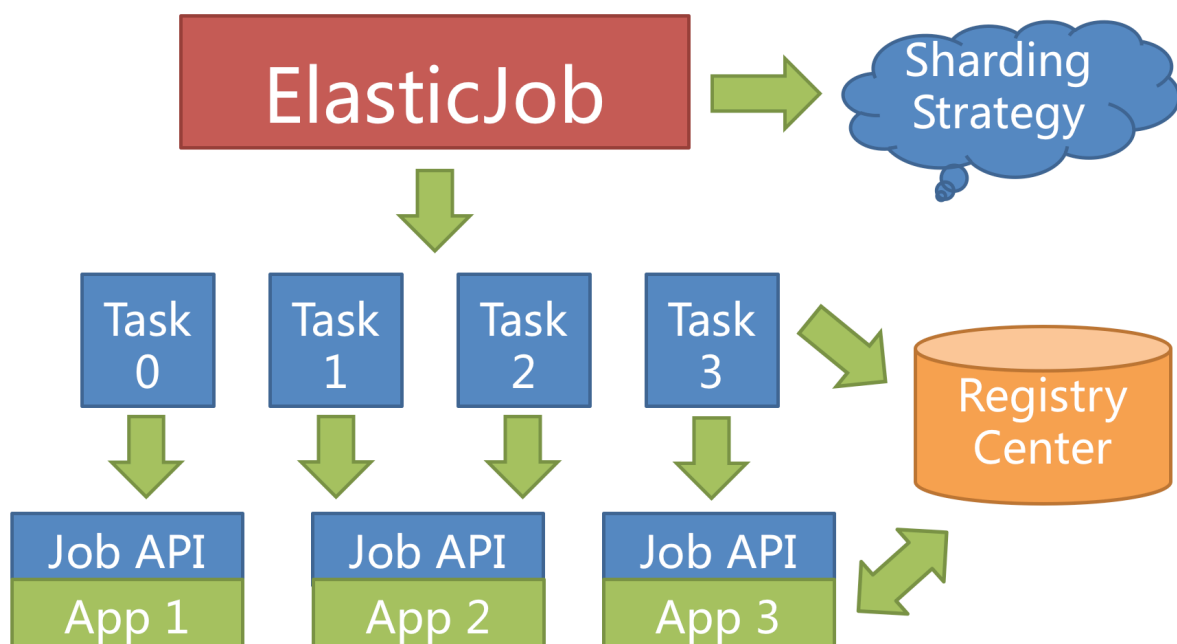 ElasticJob
Sharding
Strategy
Task
0
Task
1
Task
2
Task
3
Registry
Center
Job API
App 1
Job API
App 2
Job API
App 3